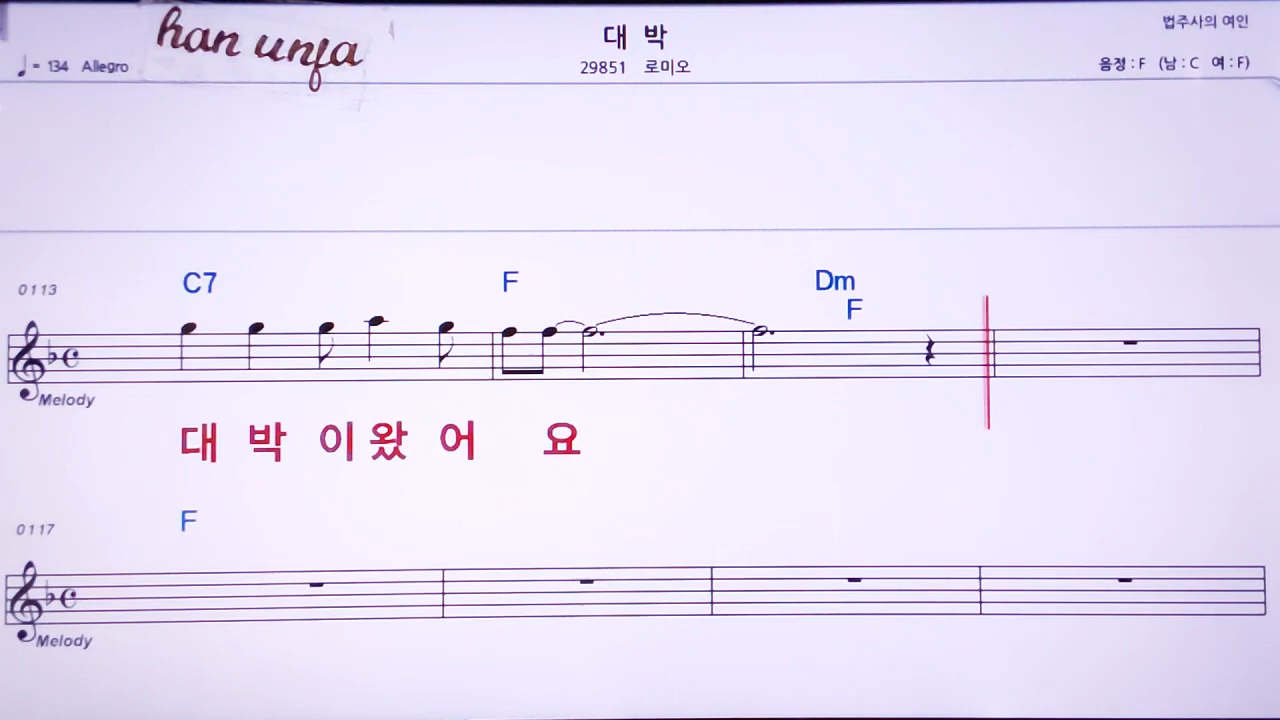 han unfa
대 박
법주사의 여인
♩= 134 Allegro
29851 로미오
음정 : F (남 : C 여 : F)
0113
C7 F Dm
F
Melody
대 박 이 왔 어 요
0117
F
Melody